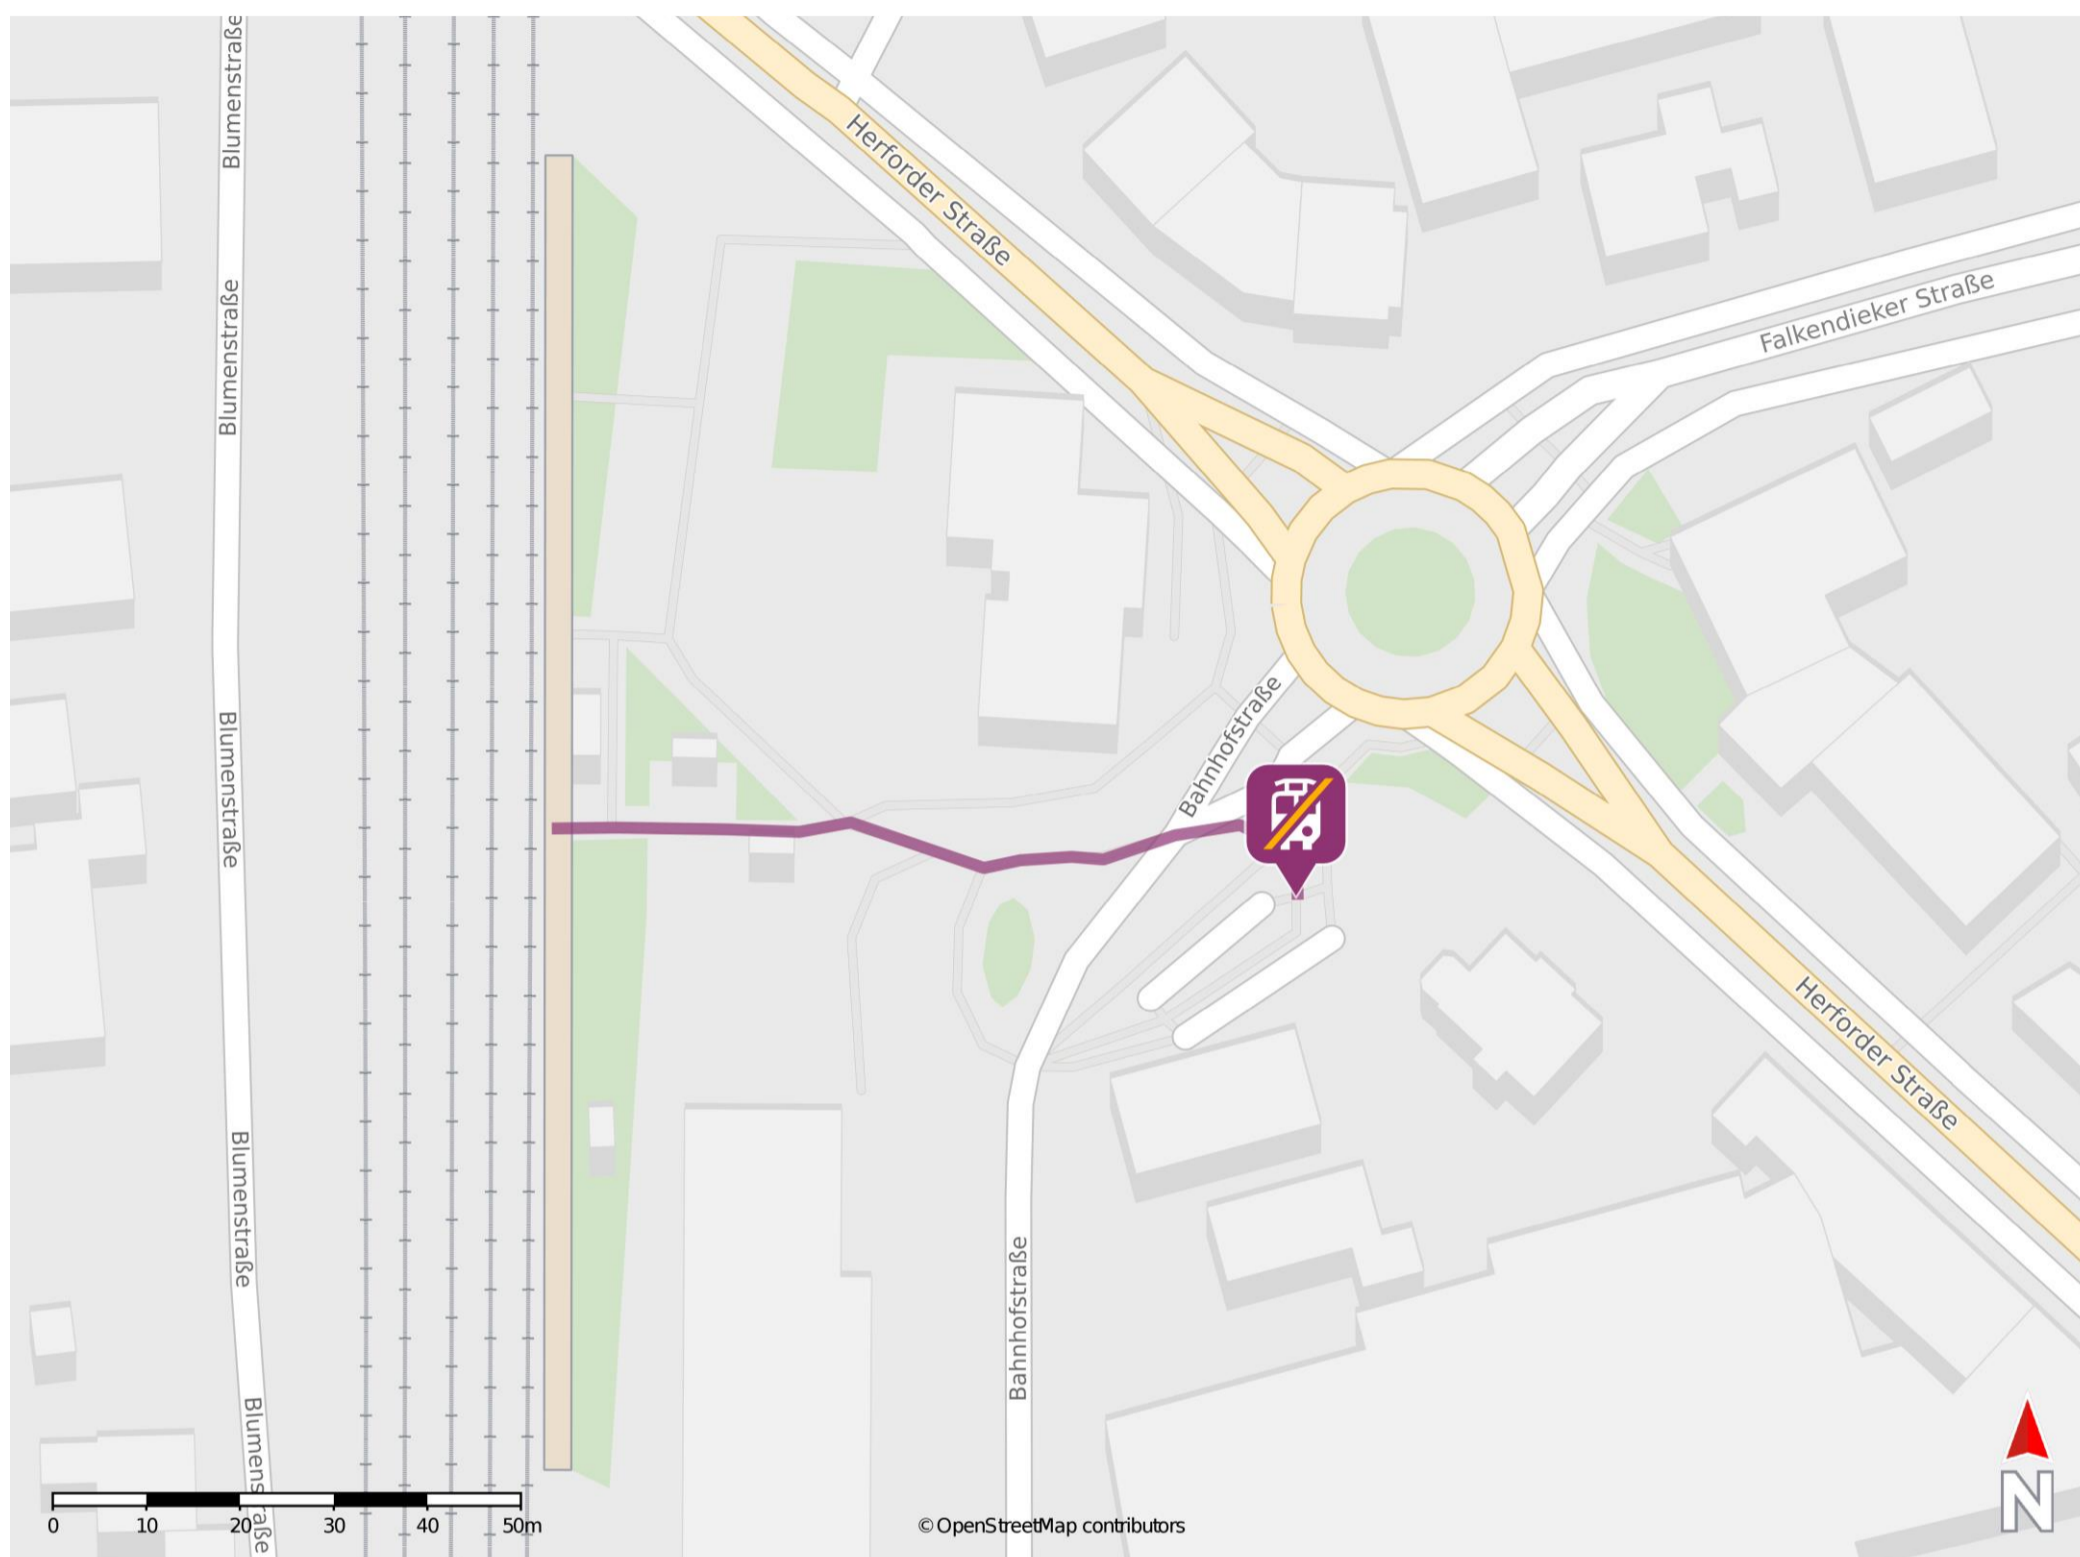 Blumenstraße
Herforder Straße
Blumenstraße
Falkendieker Straße
Bahnhofstraße
Blumenstraße
Herforder Straße
Blumenstraße
Bahnhofstraße
Blumenstraße
0 10 20 30 40 50m
© OpenStreetMap contributors
N